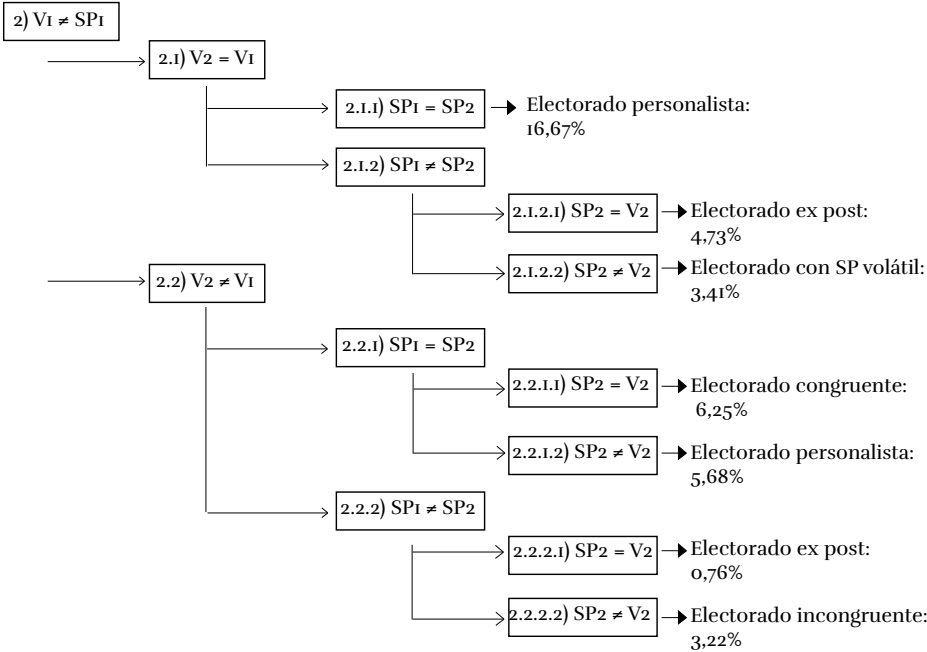 2) V1 ≠ SP1
2.1) V2 = V1
2.1.1) SP1 = SP2
Electorado personalista:
16,67%
2.1.2) SP1 ≠ SP2
2.1.2.1) SP2 = V2
Electorado ex post:
4,73%
2.1.2.2) SP2 ≠ V2
Electorado con SP volátil:
3,41%
2.2) V2 ≠ V1
2.2.1) SP1 = SP2
2.2.1.1) SP2 = V2
Electorado congruente:
6,25%
2.2.1.2) SP2 ≠ V2
Electorado personalista:
5,68%
2.2.2) SP1 ≠ SP2
2.2.2.1) SP2 = V2
Electorado ex post:
0,76%
2.2.2.2) SP2 ≠ V2
Electorado incongruente:
3,22%